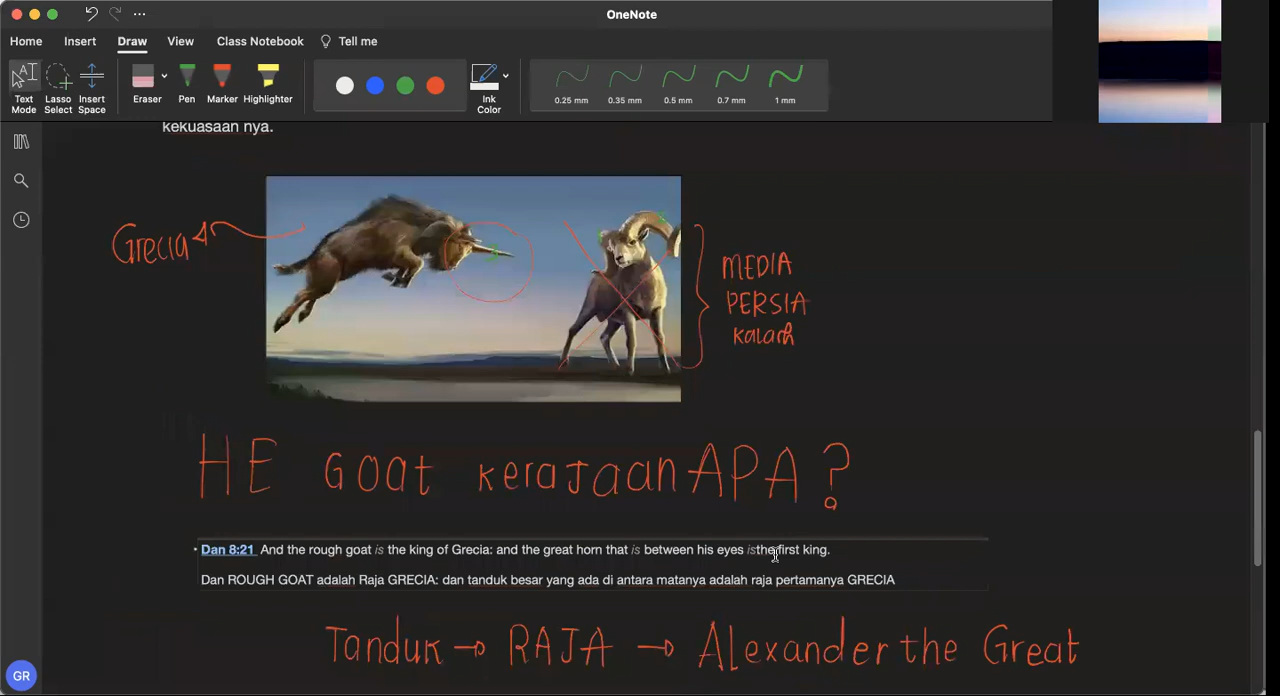 OneNote
Home Insert Draw View Class Notebook Tell me
Text Mode
Lasso Select
Insert Space
Eraser
Pen
Marker
Highlighter
Ink Color
0.25 mm
0.35 mm
0.5 mm
0.7 mm
1 mm
kekuasaan nya.
Grecia
MEDIA
PERSIA
kalah
HE GOAT kerajaan APA ?
Dan 8:21 And the rough goat is the king of Grecia: and the great horn that is between his eyes is the first king.
Dan ROUGH GOAT adalah Raja GRECIA: dan tanduk besar yang ada di antara matanya adalah raja pertamanya GRECIA
Tanduk → RAJA → Alexander the Great
GR